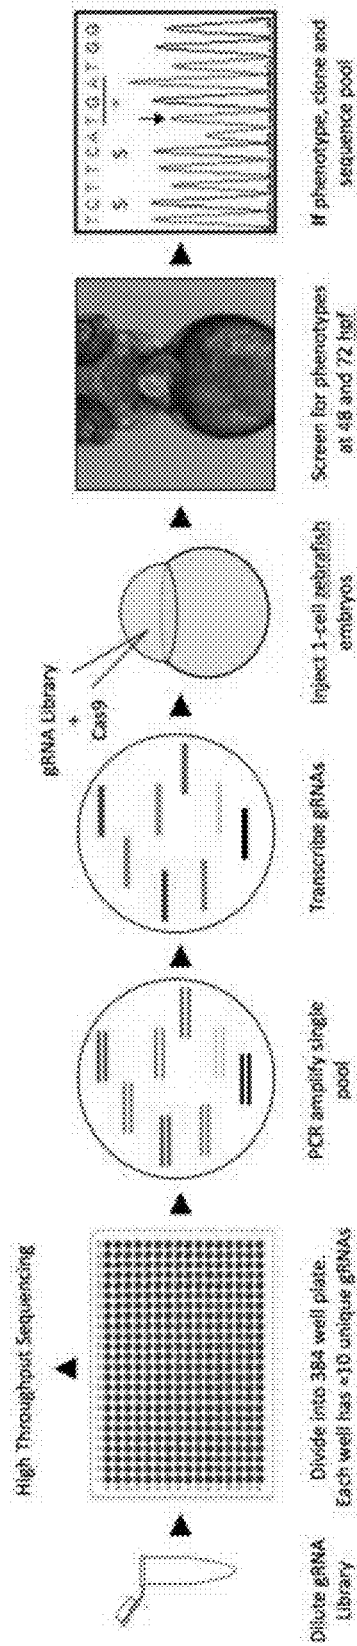 High Throughout Sequencing
gRNA Library
+
Cas9
TCTTCATGATGG
S S *
Dilute gRNA
Library
Divide into 384 well plate.
Each well has ~10 unique gRNAs
PCR amplify single
pool
Transcribe gRNAs
Inject 1-cell zebrafish
embryos
Screen for phenotypes
at 48 and 72 hpf
If phenotype, clone and
sequence pool